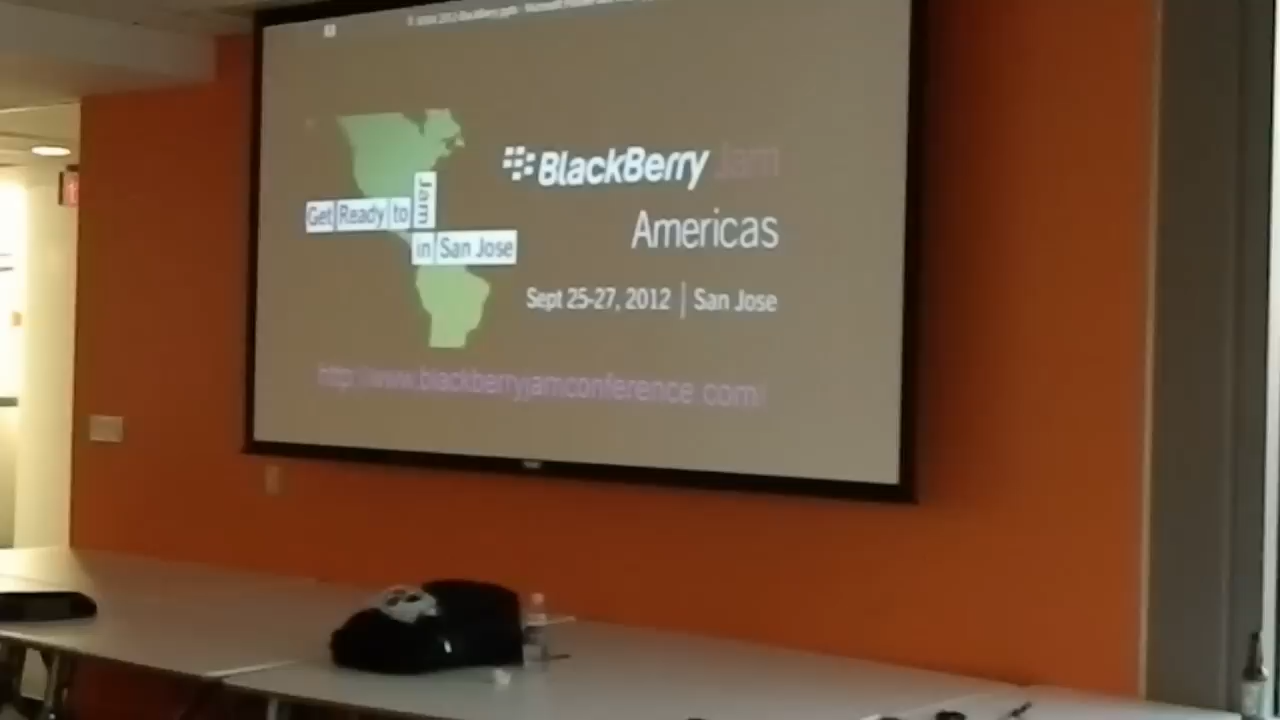 BlackBerry Jam
Americas
Get Ready to Jam
in San Jose
Sept 25-27, 2012 | San Jose
http://www.blackberryjamconference.com/